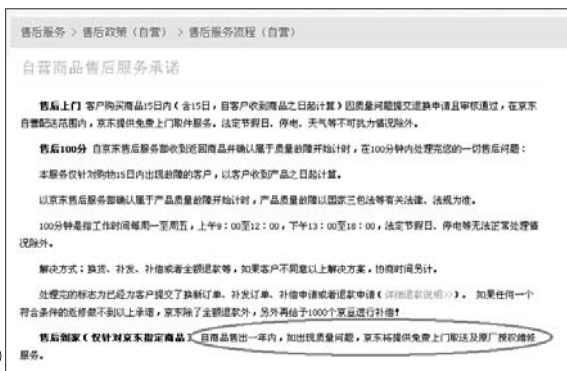 售后服务 > 售后政策（自营） > 售后服务流程（自营）
自营商品售后服务承诺
售后上门 客户购买商品15日内（含15日，自客户收到商品之日起计算）因质量问题提交退换申请且审核通过，在京东
自营配送范围内，京东提供免费上门取件服务。法定节假日、停电、天气等不可抗力情况除外。
售后100分 自京东售后服务部收到返回商品并确认属于质量故障开始计时，在100分钟内处理完您的一切售后问题：
本服务仅针对购物15日内出现故障的客户，以客户收到产品之日起计算。
以京东售后服务部确认属于产品质量故障开始计时，产品质量故障以国家三包法等有关法律、法规为准。
100分钟是指工作时间每周一至周五，上午9：00至12：00，下午13：00至18：00，法定节假日、停电等无法正常处理情
况除外。
解决方式：换货、补发、补偿或者全额退款等，如果客户不同意以上解决方案，协商时间另计。
处理完的标志为已经为客户提交了换新订单、补发订单、补偿申请或者退款申请（详细退款说明>>）。 如果任何一个
符合条件的返修做不到以上承诺，京东除了全额退款外，另外再给予1000个京豆进行补偿！
售后到家（仅针对京东指定商品） 自商品售出一年内，如出现质量问题，京东将提供免费上门取送及原厂授权维修
服务。